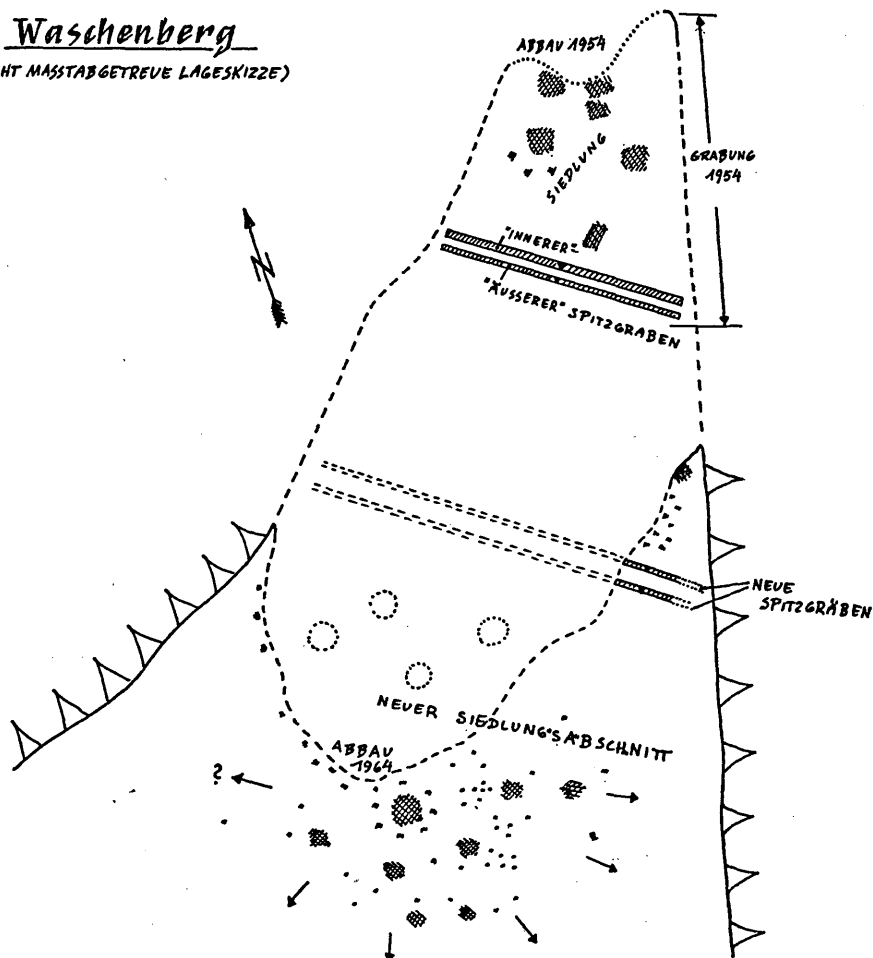 Waschenberg
HT MASSTABGETREUE LAGESKIZZE)
ABBAU 1954
GRABUNG
1954
SIEDLUNG
"INNERER"-
"ÄUSSERER" SPITZGRABEN
NEUE
SPITZGRÄBEN
NEUER SIEDLUNGSABSCHNITT
ABBAU
1964
?